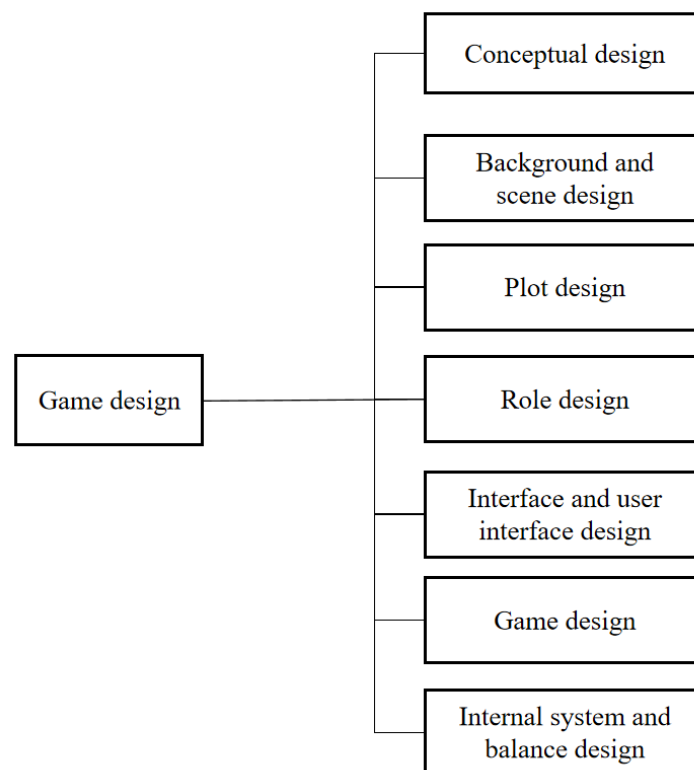 Conceptual design
Background and
scene design
Plot design
Game design
Role design
Interface and user
interface design
Game design
Internal system and
balance design